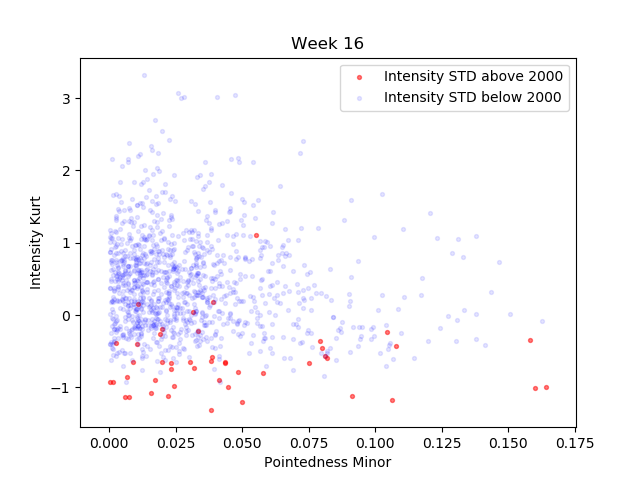 Week 16
Intensity STD above 2000
Intensity STD below 2000
Intensity Kurt
3
2
1
0
−1
0.000 0.025 0.050 0.075 0.100 0.125 0.150 0.175
Pointedness Minor